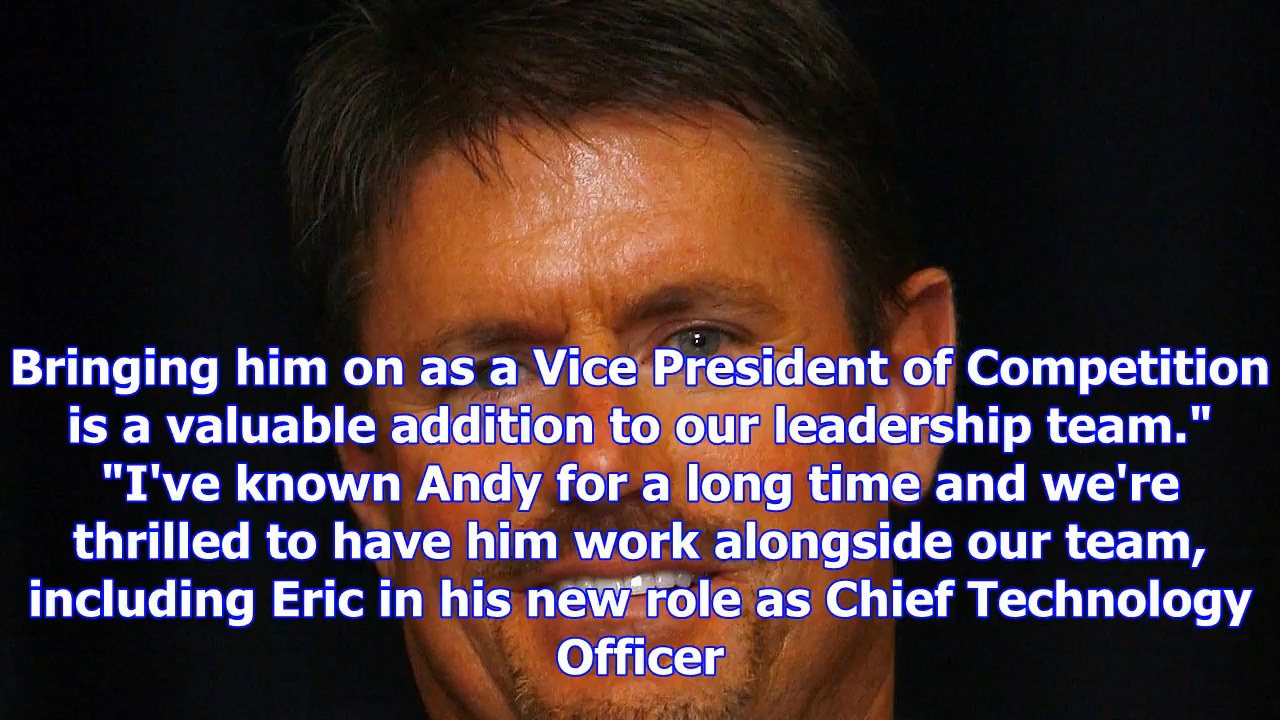 Bringing him on as a Vice President of Competition
is a valuable addition to our leadership team."
"I've known Andy for a long time and we're
thrilled to have him work alongside our team,
including Eric in his new role as Chief Technology
Officer